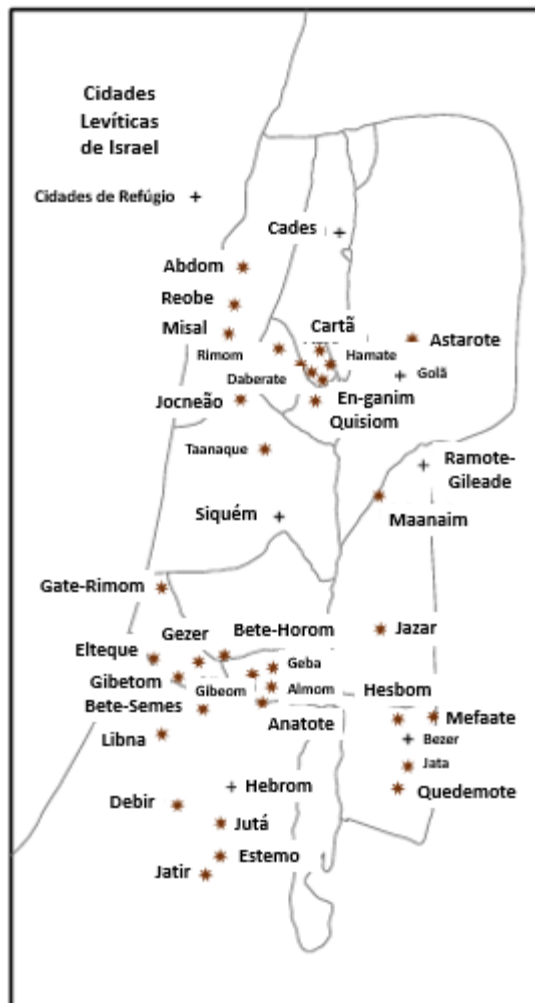 Cidades
Levíticas
de Israel
Cidades de Refúgio
Cades
Abdom
Reobe
Misal
Cartã
Astarote
Rimom
Hamate
Golã
Daberate
Jocneão
En-ganim
Quisiom
Taanaque
Ramote-
Gileade
Maanaim
Siquém
Gate-Rimom
Gezer
Bete-Horom
Jazar
Elteque
Geba
Gibetom
Gibeom
Almom
Hesbom
Bete-Semes
Anatote
Mefaate
Libna
Bezer
Jata
Hebrom
Quedemote
Debir
Jutá
Estemo
Jatir